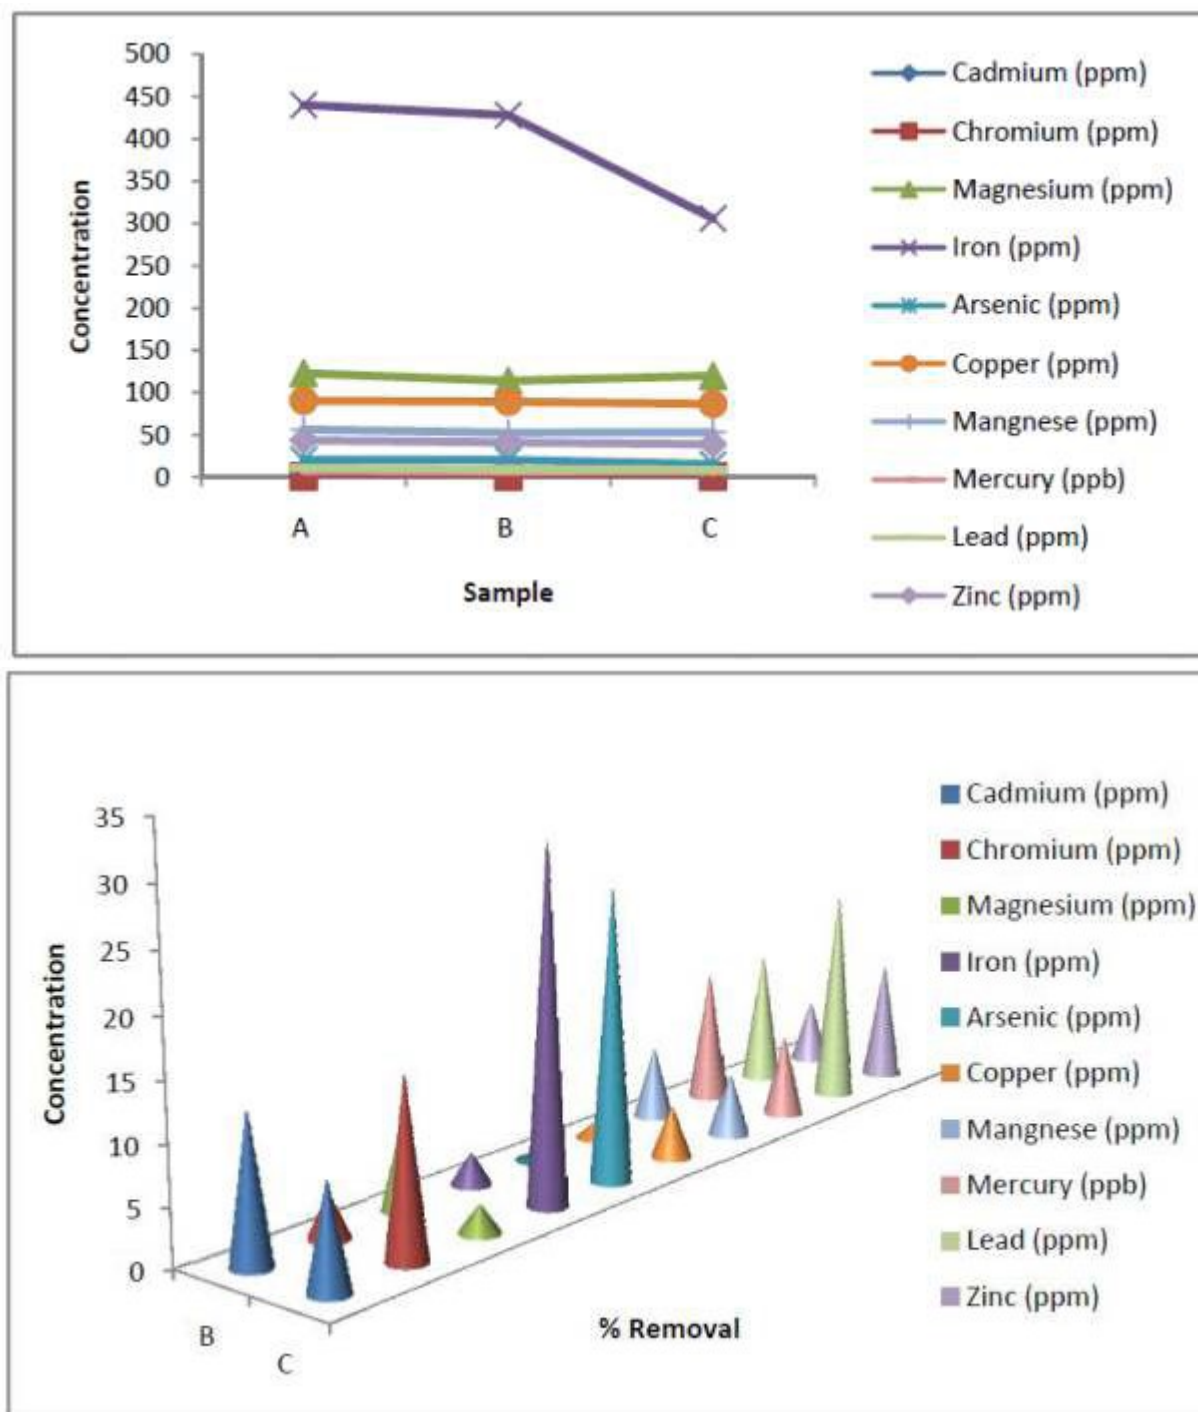 500
450
400
350
300
250
200
150
100
50
0
Concentration
A
B
C
Sample
Cadmium (ppm)
Chromium (ppm)
Magnesium (ppm)
Iron (ppm)
Arsenic (ppm)
Copper (ppm)
Mangnese (ppm)
Mercury (ppb)
Lead (ppm)
Zinc (ppm)
35
30
25
20
15
10
5
0
Concentration
B
C
% Removal
Cadmium (ppm)
Chromium (ppm)
Magnesium (ppm)
Iron (ppm)
Arsenic (ppm)
Copper (ppm)
Mangnese (ppm)
Mercury (ppb)
Lead (ppm)
Zinc (ppm)